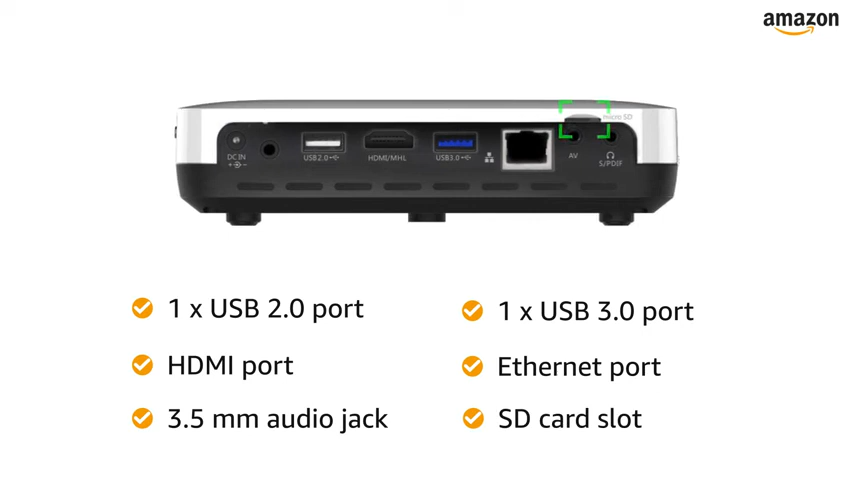 amazon
micro SD
DC IN
USB2.0
HDMI/MHL
USB3.0
AV
S/PDIF
1 x USB 2.0 port
1 x USB 3.0 port
HDMI port
Ethernet port
3.5 mm audio jack
SD card slot